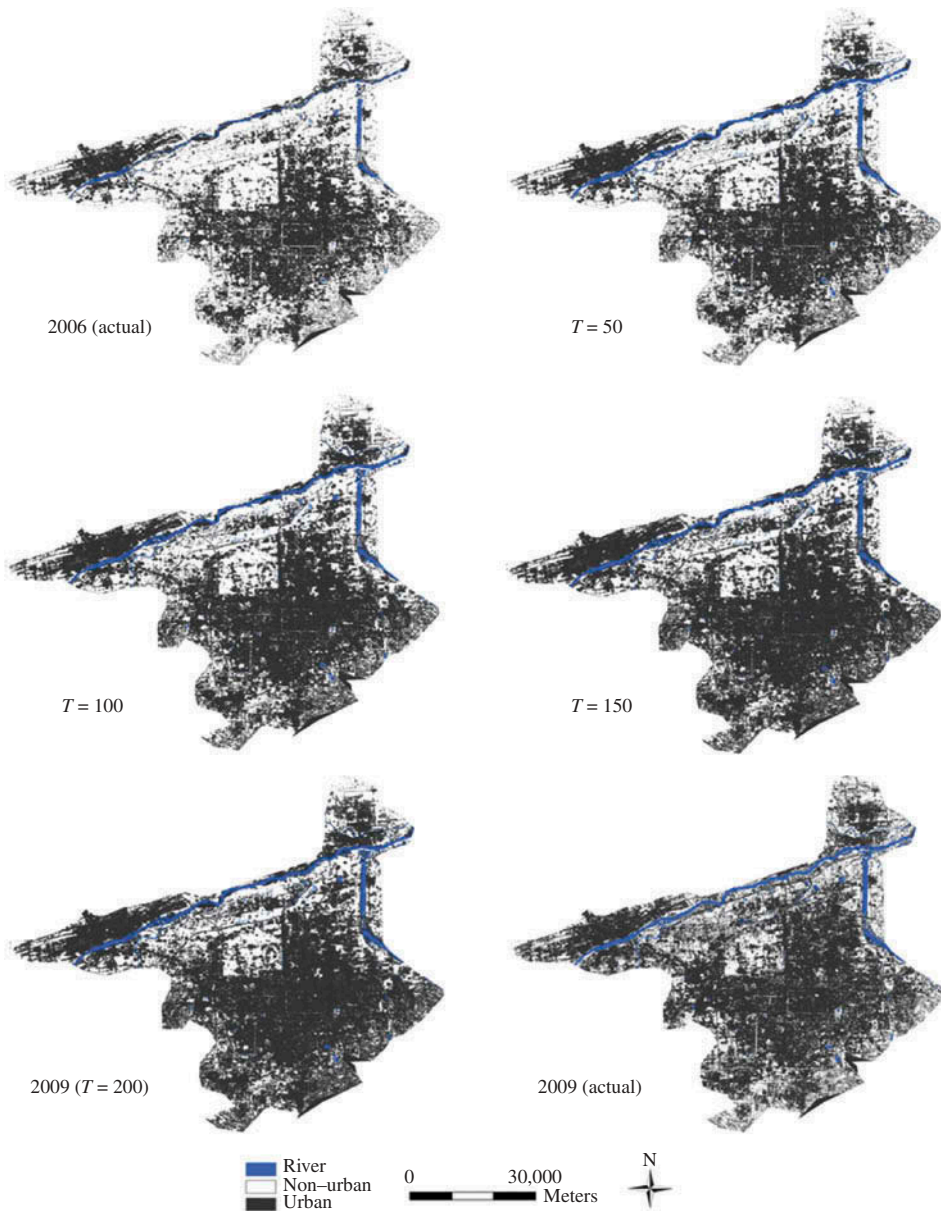 2006 (actual)
T = 50
T = 100
T = 150
2009 (T = 200)
2009 (actual)
River
Non–urban
Urban
0 30,000
Meters
N